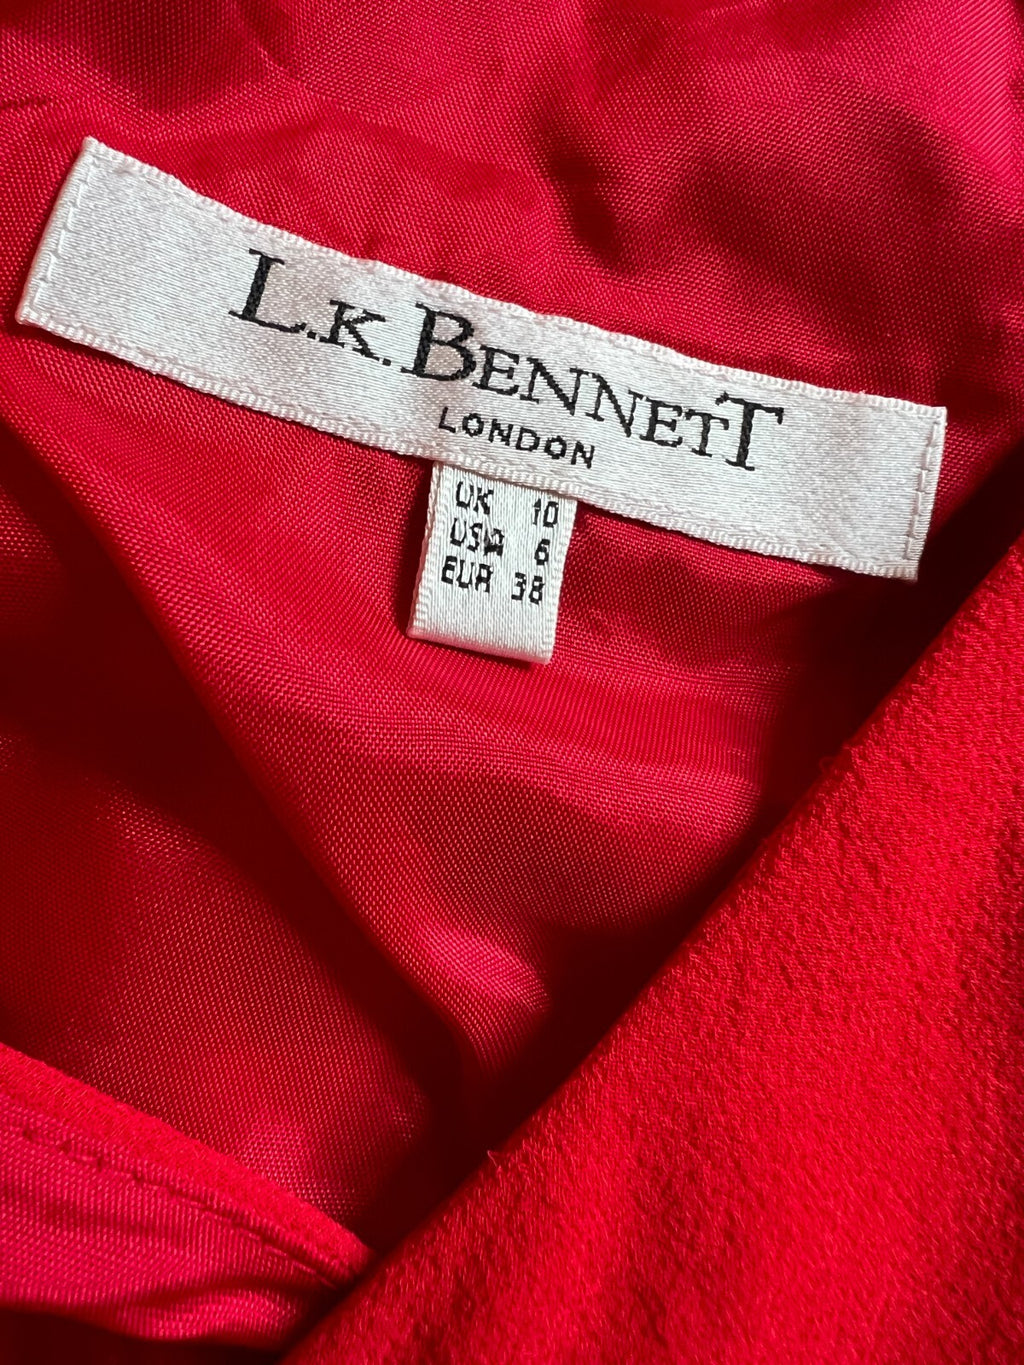 L.K. BENNETT
LONDON
UK 10
USA 6
EUR 38